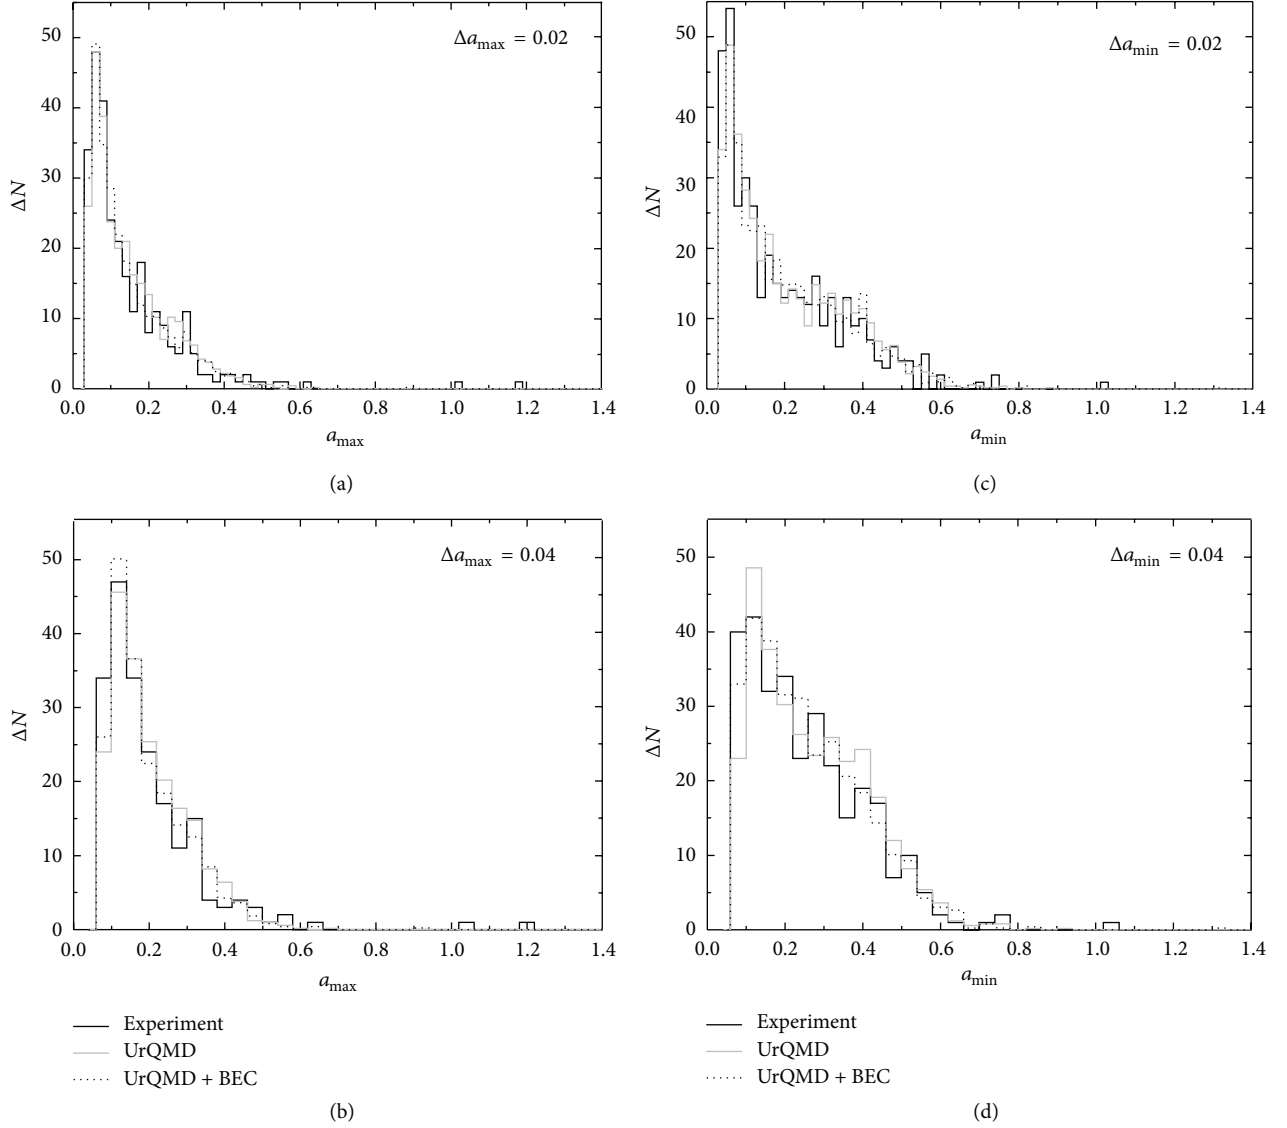 Δa_max = 0.02
50
40
30
20
10
0
ΔN
0.0 0.2 0.4 0.6 0.8 1.0 1.2 1.4
a_max
(a)
Δa_min = 0.02
50
40
30
20
10
0
ΔN
0.0 0.2 0.4 0.6 0.8 1.0 1.2 1.4
a_min
(c)
Δa_max = 0.04
50
40
30
20
10
0
ΔN
0.0 0.2 0.4 0.6 0.8 1.0 1.2 1.4
a_max
Experiment
UrQMD
UrQMD + BEC
(b)
Δa_min = 0.04
50
40
30
20
10
0
ΔN
0.0 0.2 0.4 0.6 0.8 1.0 1.2 1.4
a_min
Experiment
UrQMD
UrQMD + BEC
(d)